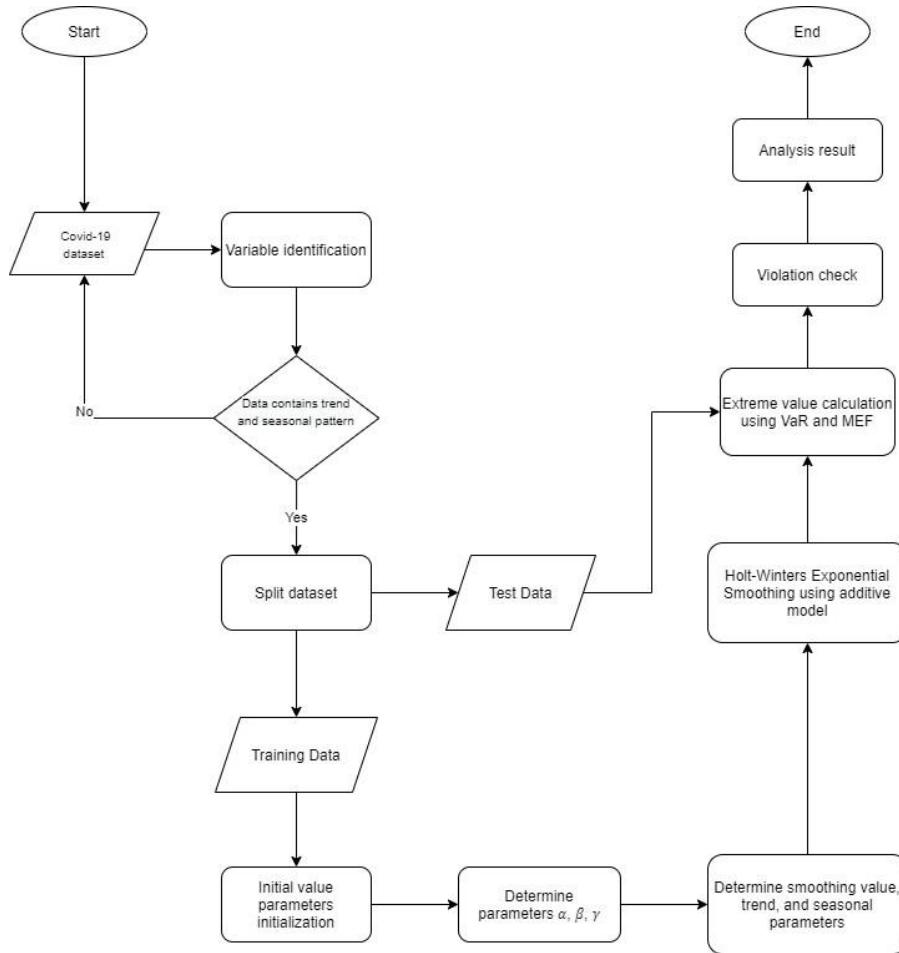 Start
End
Analysis result
Covid-19
dataset
Variable identification
Violation check
No
Data contains trend
and seasonal pattern
Extreme value calculation
using VaR and MEF
Yes
Split dataset
Test Data
Holt-Winters Exponential
Smoothing using additive
model
Training Data
Initial value
parameters
initialization
Determine
parameters α, β, γ
Determine smoothing value,
trend, and seasonal
parameters